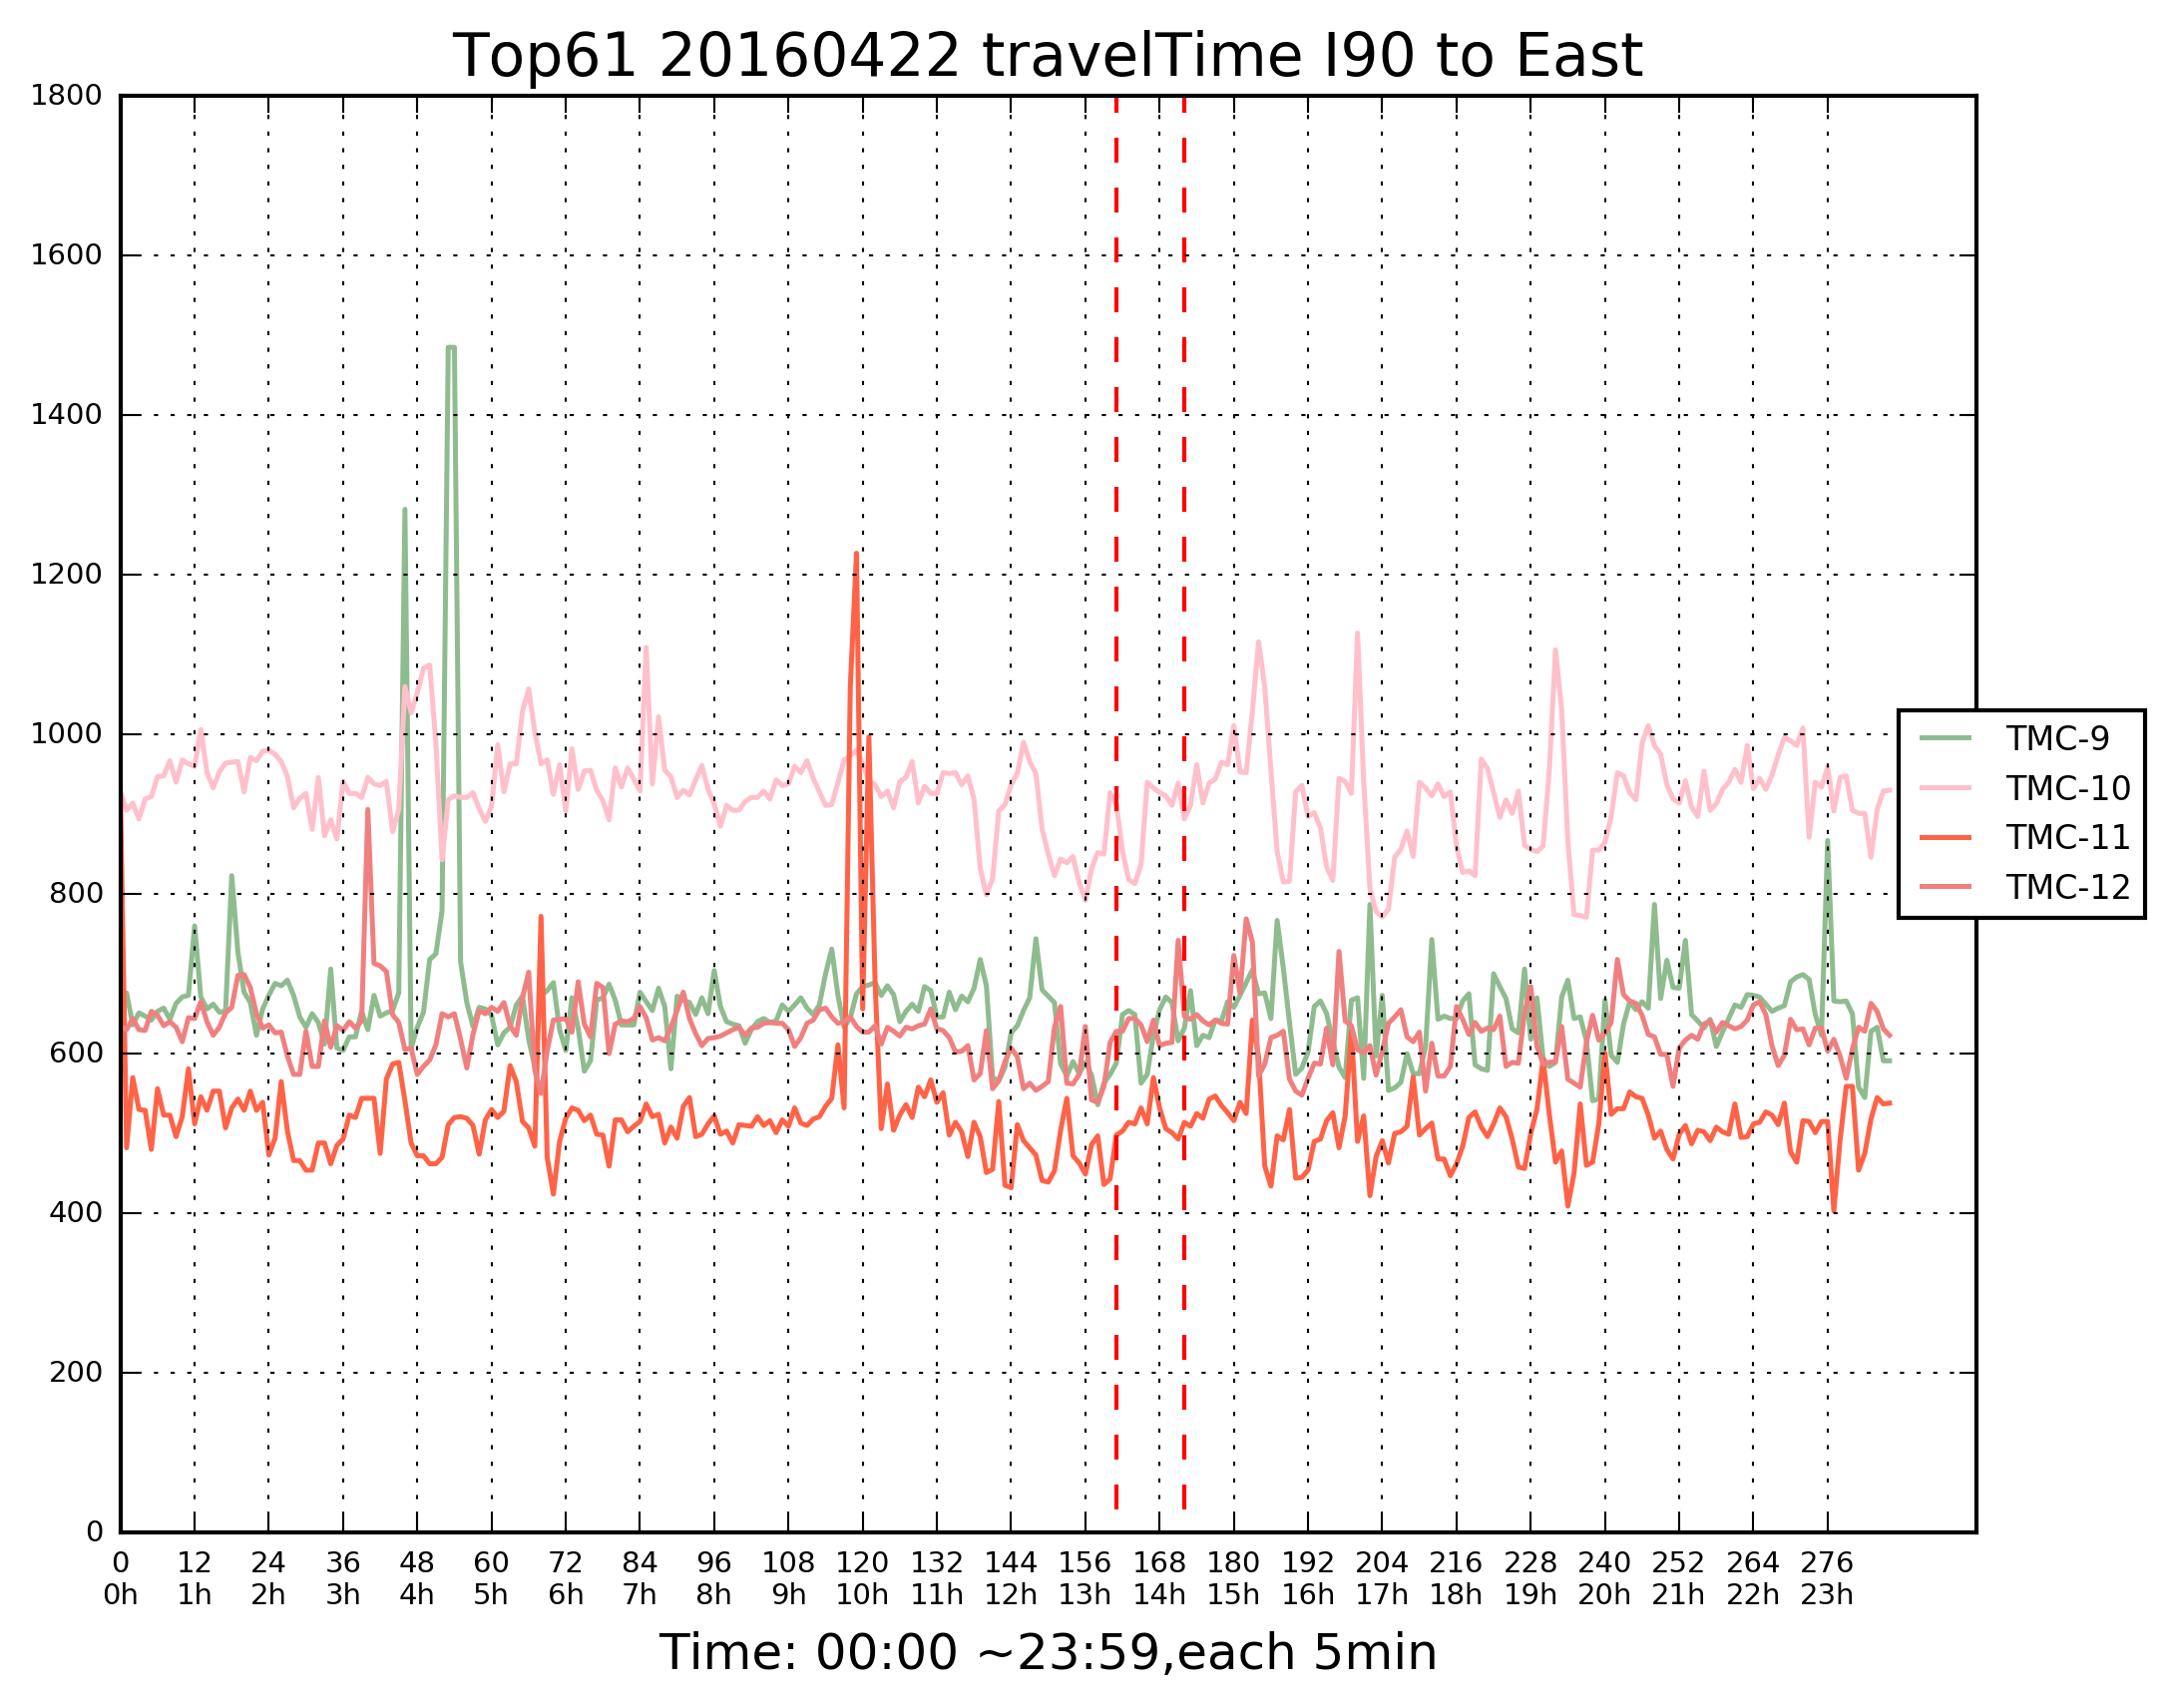 Top61 20160422 travelTime I90 to East
1800
1600
1400
1200
1000
800
600
400
200
0
TMC-9
TMC-10
TMC-11
TMC-12
0 12 24 36 48 60 72 84 96 108 120 132 144 156 168 180 192 204 216 228 240 252 264 276
0h 1h 2h 3h 4h 5h 6h 7h 8h 9h 10h 11h 12h 13h 14h 15h 16h 17h 18h 19h 20h 21h 22h 23h
Time: 00:00 ~23:59,each 5min